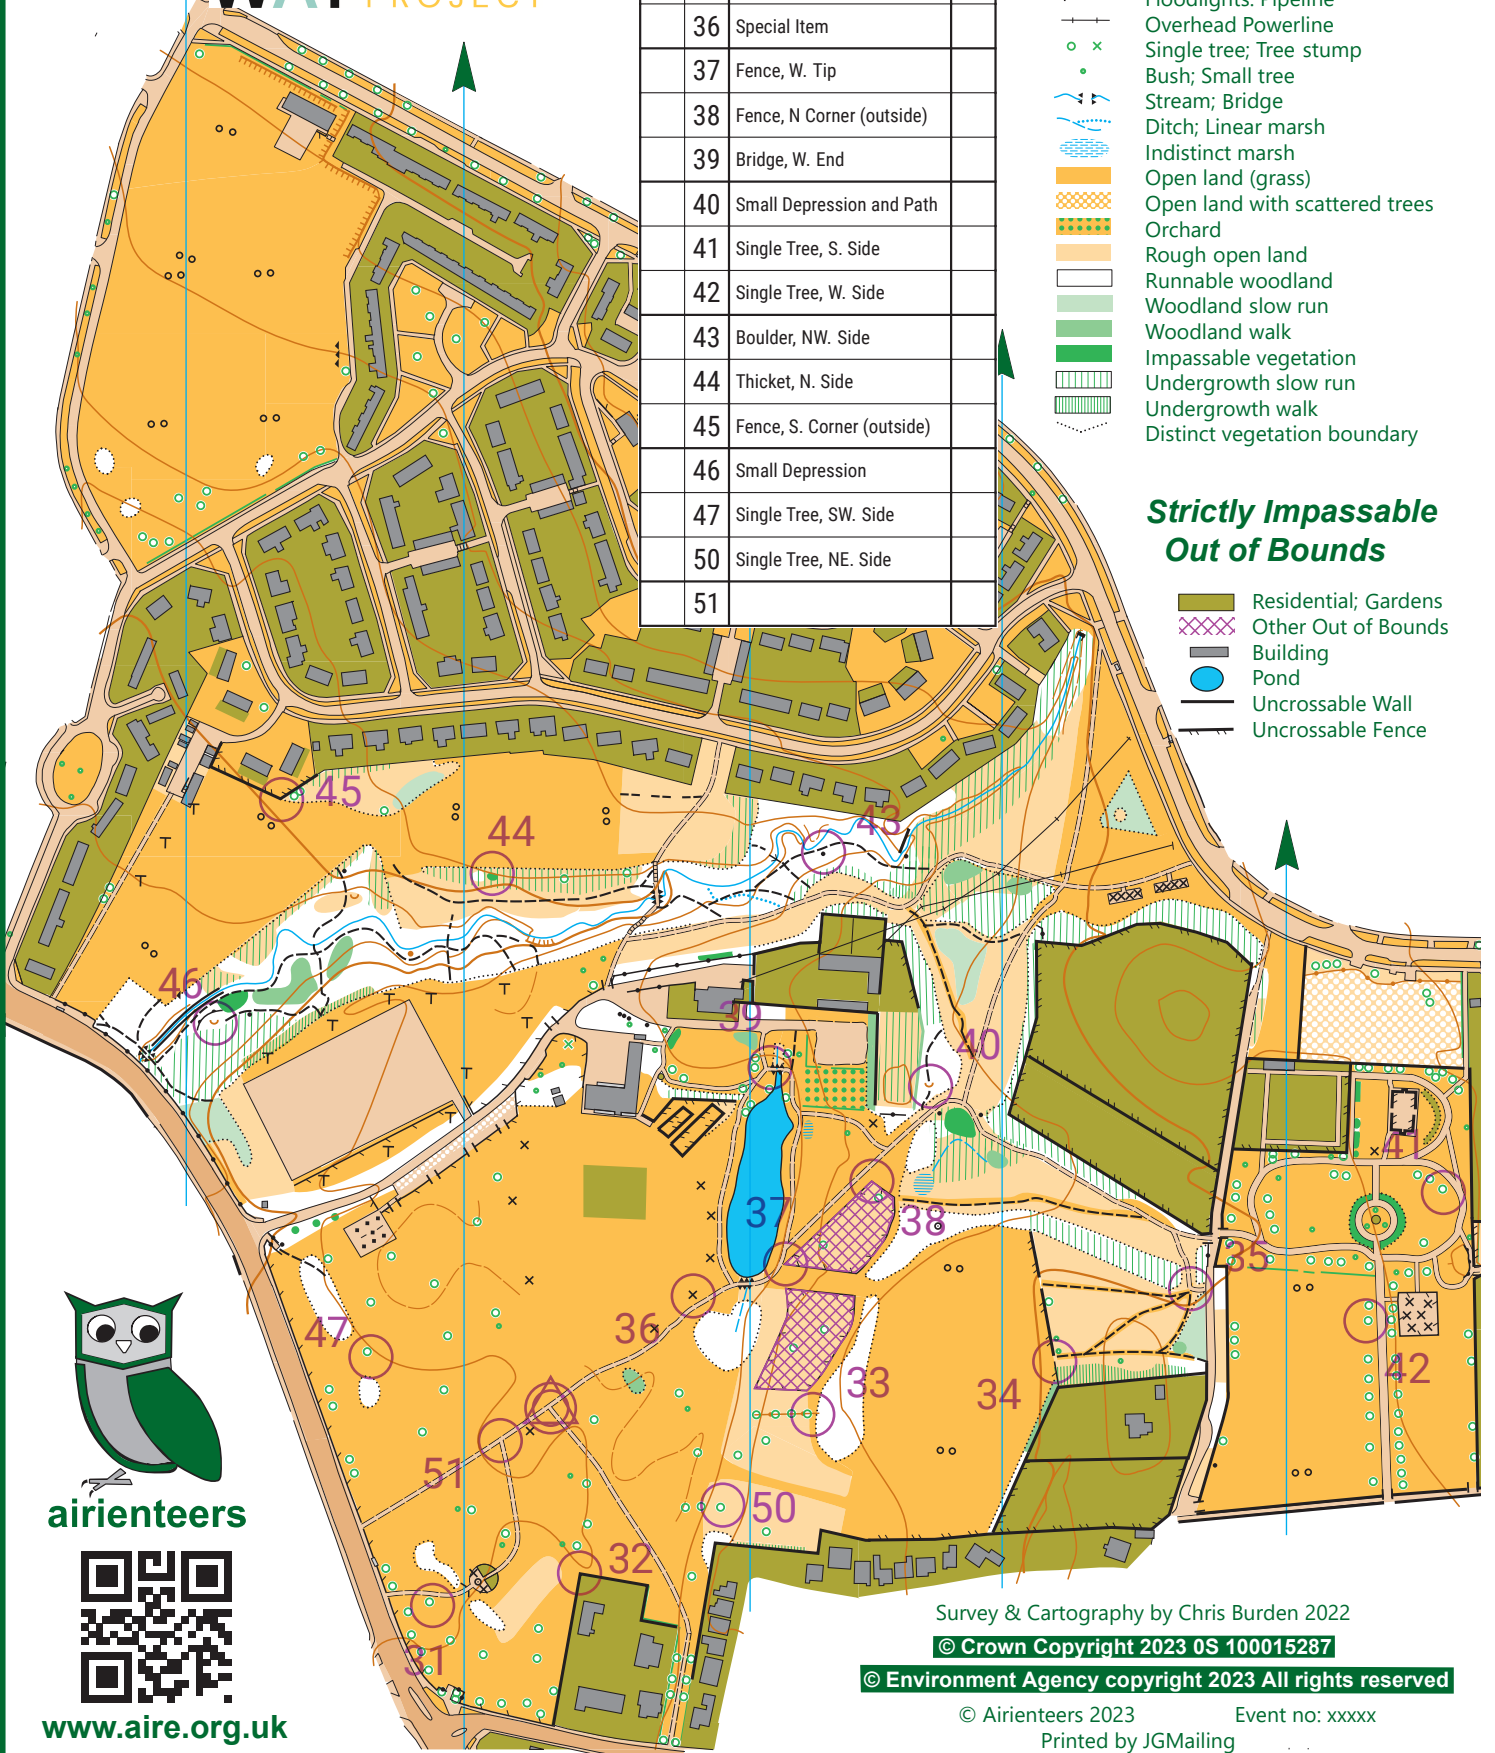 PROJECT
36 Special Item
37 Fence, W. Tip
38 Fence, N Corner (outside)
39 Bridge, W. End
40 Small Depression and Path
41 Single Tree, S. Side
42 Single Tree, W. Side
43 Boulder, NW. Side
44 Thicket, N. Side
45 Fence, S. Corner (outside)
46 Small Depression
47 Single Tree, SW. Side
50 Single Tree, NE. Side
51
Overhead Powerline
Single tree; Tree stump
Bush; Small tree
Stream; Bridge
Ditch; Linear marsh
Indistinct marsh
Open land (grass)
Open land with scattered trees
Orchard
Rough open land
Runnable woodland
Woodland slow run
Woodland walk
Impassable vegetation
Undergrowth slow run
Undergrowth walk
Distinct vegetation boundary
Strictly Impassable
Out of Bounds
Residential; Gardens
Other Out of Bounds
Building
Pond
Uncrossable Wall
Uncrossable Fence
45
44
43
46
39
40
41
37
38
35
36
47
33
34
42
51
50
32
31
airienteers
www.aire.org.uk
Survey & Cartography by Chris Burden 2022
© Crown Copyright 2023 0S 100015287
© Environment Agency copyright 2023 All rights reserved
© Airienteers 2023 Event no: xxxxx
Printed by JGMailing